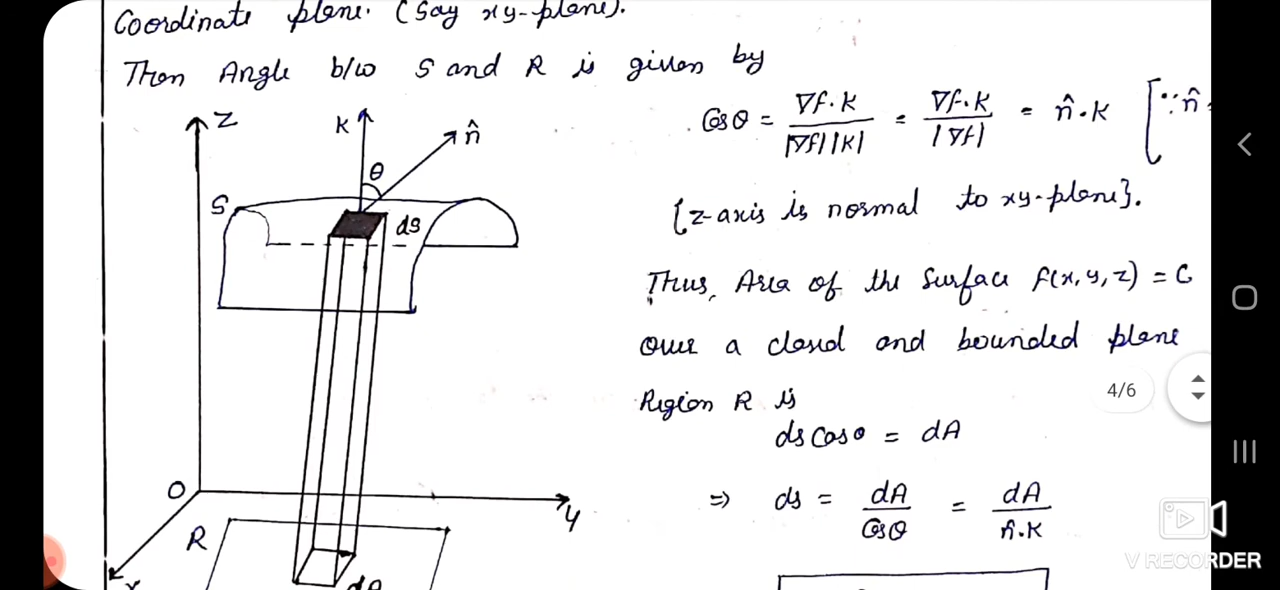 Coordinate plane. (Say xy-plane).
Then Angle b/w S and R is given by
Cosθ = ∇f·K / |∇f||K| = ∇f·K / |∇f| = n̂·K [∵ n̂
{z-axis is normal to xy-plane}.
Z
K
n̂
θ
S
ds
Thus, Area of the Surface f(x, y, z) = C
over a closed and bounded plane
Region R is
ds Cosθ = dA
⇒ ds = dA / Cosθ = dA / n̂·K
O
y
R
x
dA
4/6
V RECORDER